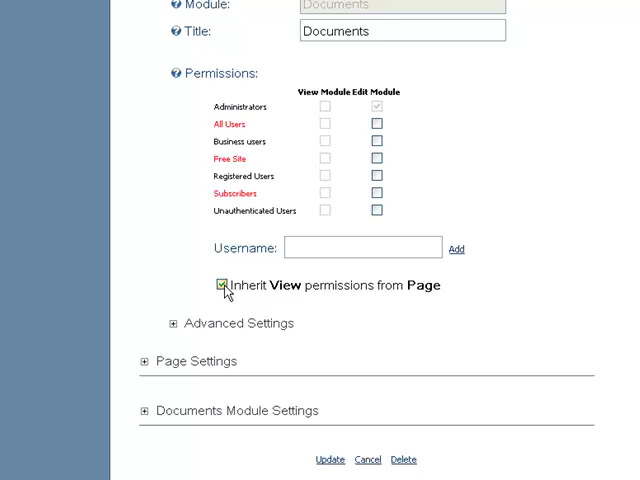 Module: Documents
Title: Documents
Permissions:
View Module Edit Module
Administrators
All Users
Business users
Free Site
Registered Users
Subscribers
Unauthenticated Users
Username: Add
Inherit View permissions from Page
Advanced Settings
Page Settings
Documents Module Settings
Update Cancel Delete